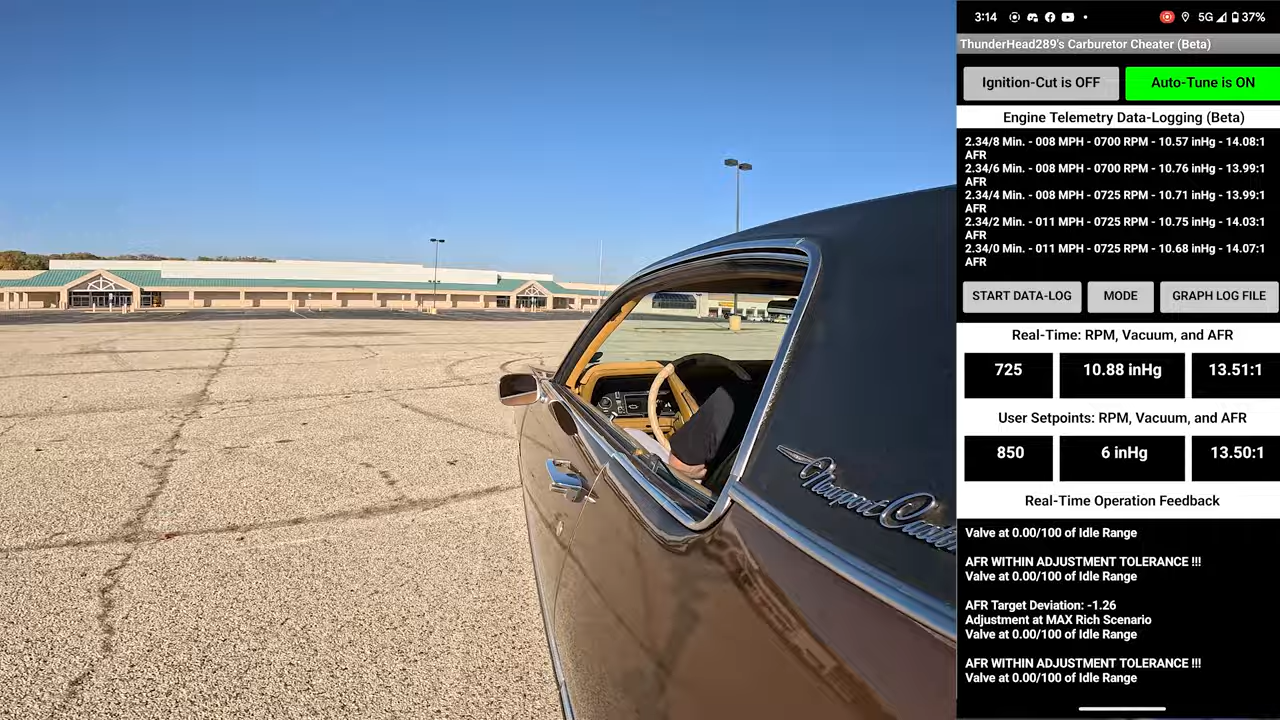 3:14
5G
37%
ThunderHead289's Carburetor Cheater (Beta)
Ignition-Cut is OFF
Auto-Tune is ON
Engine Telemetry Data-Logging (Beta)
2.34/8 Min. - 008 MPH - 0700 RPM - 10.57 inHg - 14.08:1
AFR
2.34/6 Min. - 008 MPH - 0700 RPM - 10.76 inHg - 13.99:1
AFR
2.34/4 Min. - 008 MPH - 0725 RPM - 10.71 inHg - 13.99:1
AFR
2.34/2 Min. - 011 MPH - 0725 RPM - 10.75 inHg - 14.03:1
AFR
2.34/0 Min. - 011 MPH - 0725 RPM - 10.68 inHg - 14.07:1
AFR
START DATA-LOG
MODE
GRAPH LOG FILE
Real-Time: RPM, Vacuum, and AFR
725
10.88 inHg
13.51:1
User Setpoints: RPM, Vacuum, and AFR
850
6 inHg
13.50:1
Real-Time Operation Feedback
Valve at 0.00/100 of Idle Range
AFR WITHIN ADJUSTMENT TOLERANCE !!!
Valve at 0.00/100 of Idle Range
AFR Target Deviation: -1.26
Adjustment at MAX Rich Scenario
Valve at 0.00/100 of Idle Range
AFR WITHIN ADJUSTMENT TOLERANCE !!!
Valve at 0.00/100 of Idle Range
Newport Custom